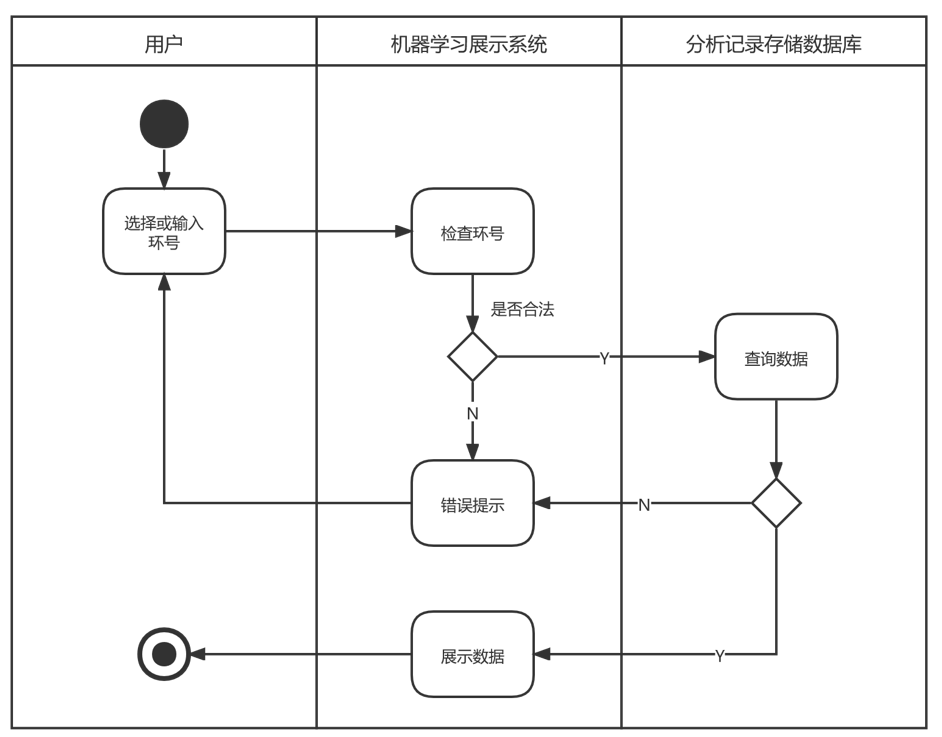 用户
机器学习展示系统
分析记录存储数据库
选择或输入
环号
检查环号
是否合法
Y
查询数据
N
错误提示
N
展示数据
Y